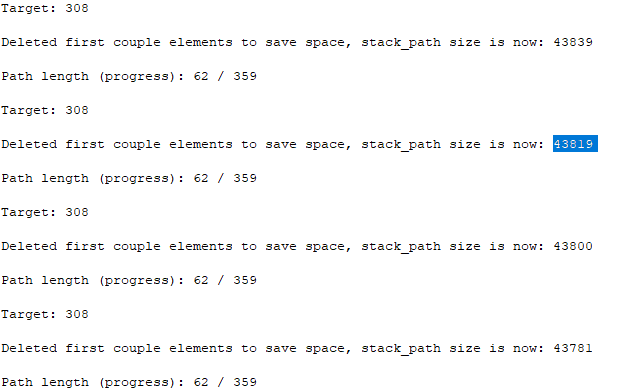 Target: 308
Deleted first couple elements to save space, stack_path size is now: 43839
Path length (progress): 62 / 359
Target: 308
Deleted first couple elements to save space, stack_path size is now: 43819
Path length (progress): 62 / 359
Target: 308
Deleted first couple elements to save space, stack_path size is now: 43800
Path length (progress): 62 / 359
Target: 308
Deleted first couple elements to save space, stack_path size is now: 43781
Path length (progress): 62 / 359